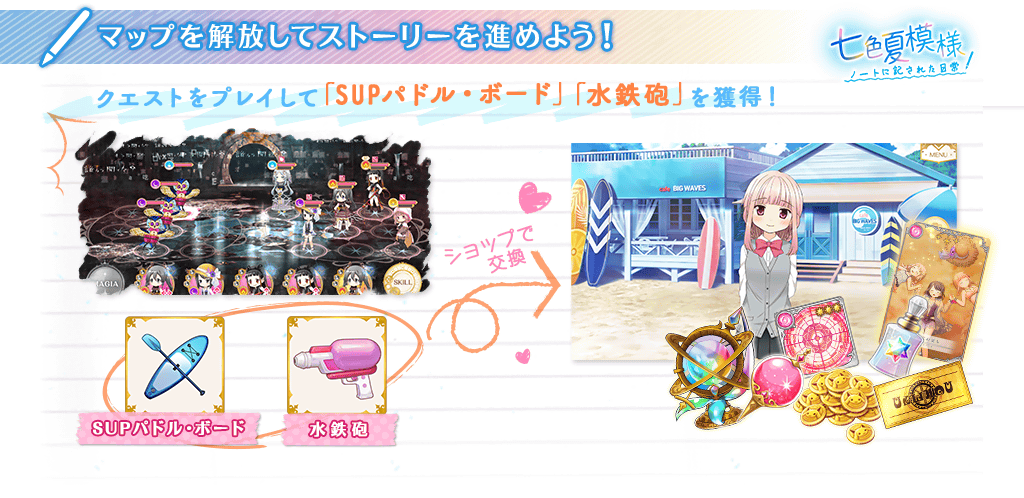 マップを解放してストーリーを進めよう！
七色夏模様
ノートに記された日常！
クエストをプレイして「SUPパドル・ボード」「水鉄砲」を獲得！
MENU
BIG WAVES
BIG WAVES
ショップで
交換
MAGIA
SKILL
SUPパドル・ボード
水鉄砲